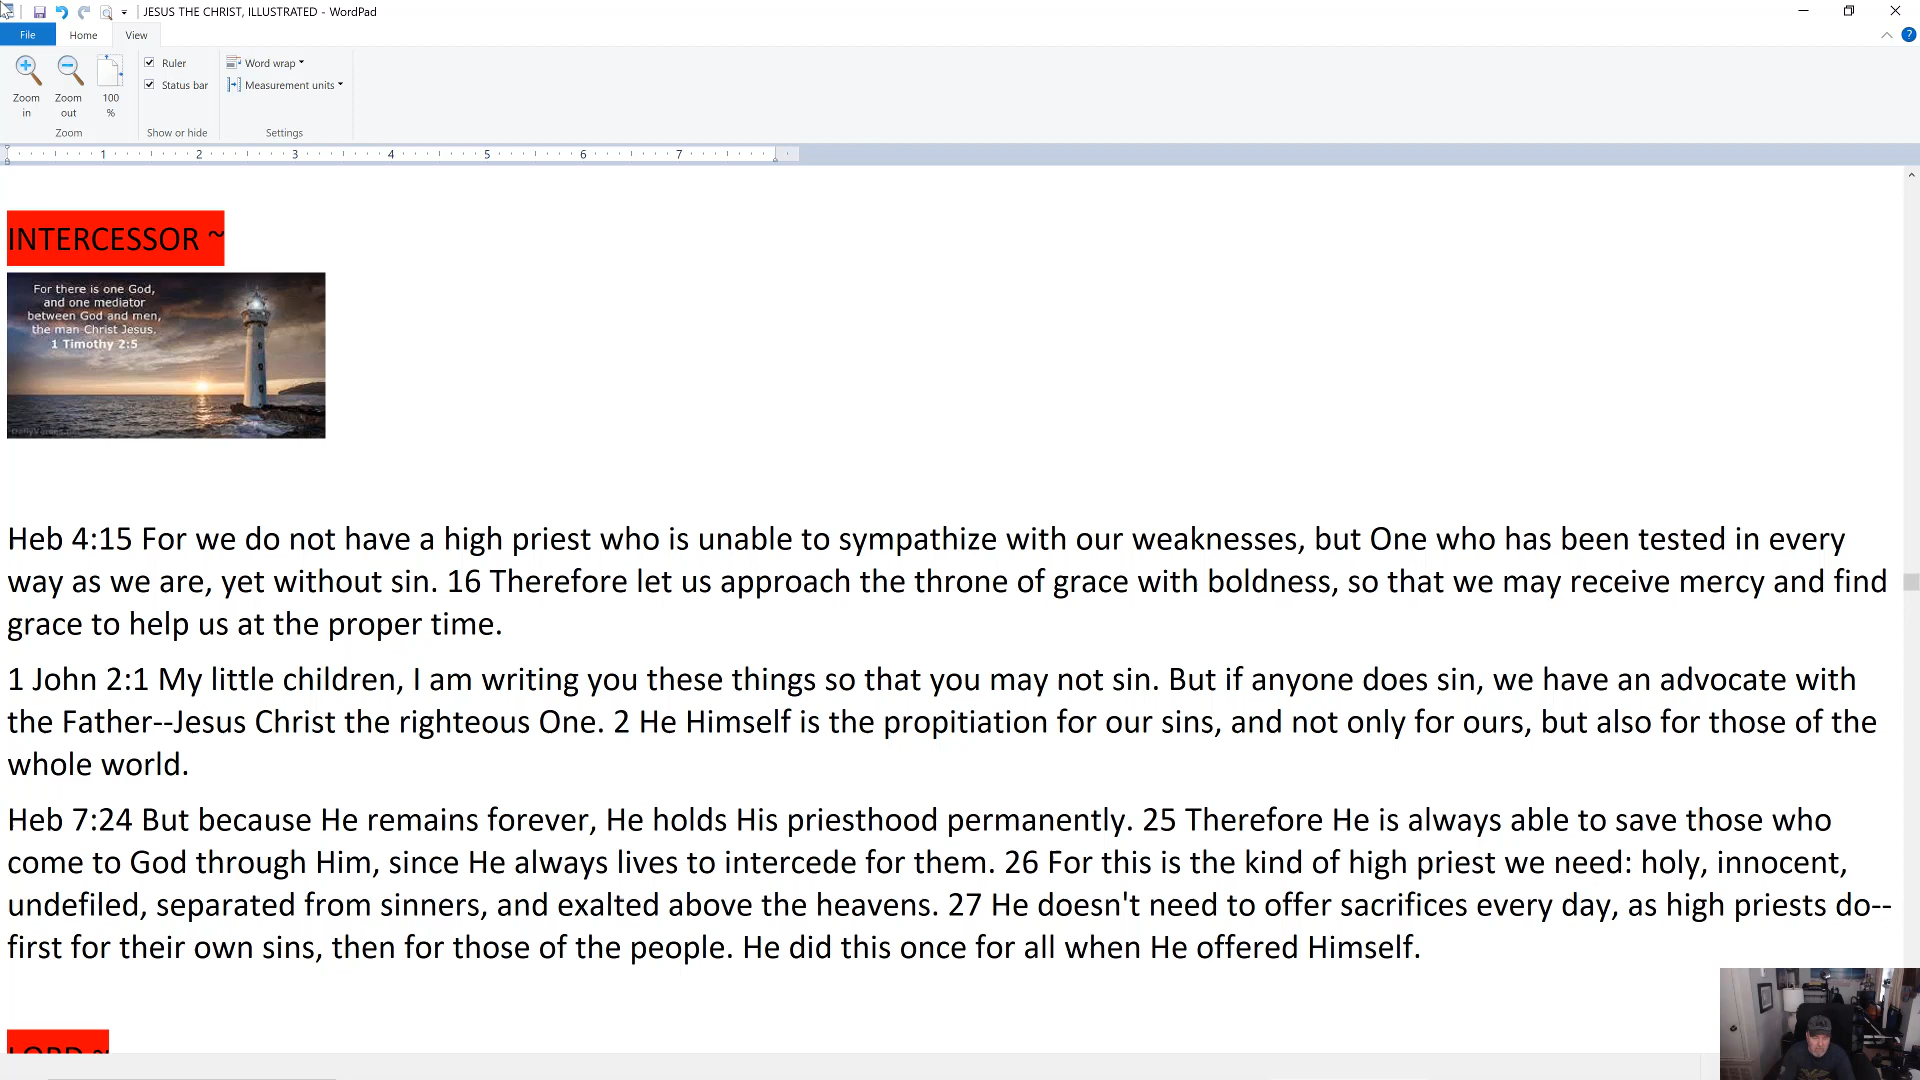 JESUS THE CHRIST, ILLUSTRATED - WordPad
File Home View
?
Zoom in
Zoom out
100 %
Ruler
Status bar
Word wrap
Measurement units
Zoom
Show or hide
Settings
1 2 3 4 5 6 7
INTERCESSOR ~
For there is one God,
and one mediator
between God and men,
the man Christ Jesus.
1 Timothy 2:5
Heb 4:15 For we do not have a high priest who is unable to sympathize with our weaknesses, but One who has been tested in every
way as we are, yet without sin. 16 Therefore let us approach the throne of grace with boldness, so that we may receive mercy and find
grace to help us at the proper time.
1 John 2:1 My little children, I am writing you these things so that you may not sin. But if anyone does sin, we have an advocate with
the Father--Jesus Christ the righteous One. 2 He Himself is the propitiation for our sins, and not only for ours, but also for those of the
whole world.
Heb 7:24 But because He remains forever, He holds His priesthood permanently. 25 Therefore He is always able to save those who
come to God through Him, since He always lives to intercede for them. 26 For this is the kind of high priest we need: holy, innocent,
undefiled, separated from sinners, and exalted above the heavens. 27 He doesn't need to offer sacrifices every day, as high priests do--
first for their own sins, then for those of the people. He did this once for all when He offered Himself.
LORD ~